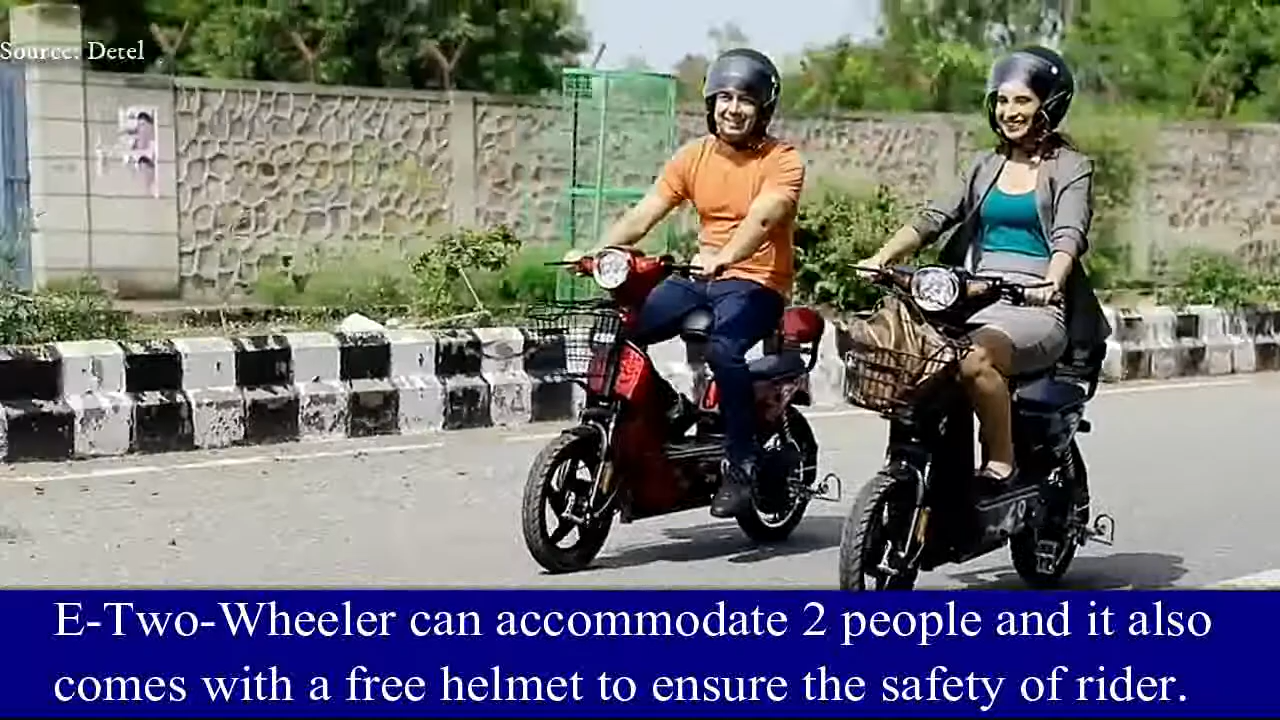 Source: Detel
E-Two-Wheeler can accommodate 2 people and it also
comes with a free helmet to ensure the safety of rider.